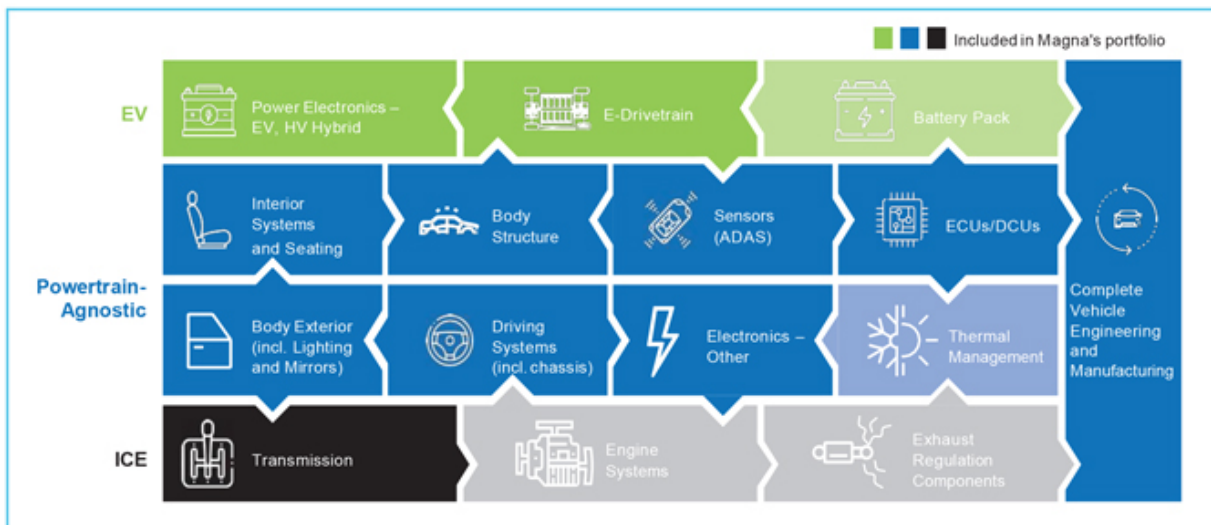 Included in Magna's portfolio
EV
Power Electronics –
EV, HV Hybrid
E-Drivetrain
Battery Pack
Powertrain-
Agnostic
Interior
Systems
and Seating
Body
Structure
Sensors
(ADAS)
ECUs/DCUs
Body Exterior
(incl. Lighting
and Mirrors)
Driving
Systems
(incl. chassis)
Electronics –
Other
Thermal
Management
Complete
Vehicle
Engineering
and
Manufacturing
ICE
Transmission
Engine
Systems
Exhaust
Regulation
Components